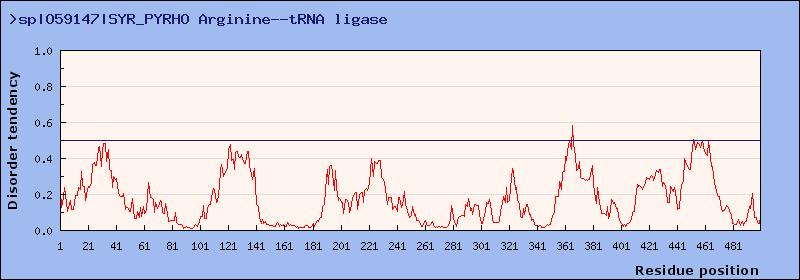 >sp|O59147|SYR_PYRHO Arginine--tRNA ligase
1.0
0.8
0.6
0.4
0.2
0.0
Disorder tendency
1 21 41 61 81 101 121 141 161 181 201 221 241 261 281 301 321 341 361 381 401 421 441 461 481
Residue position